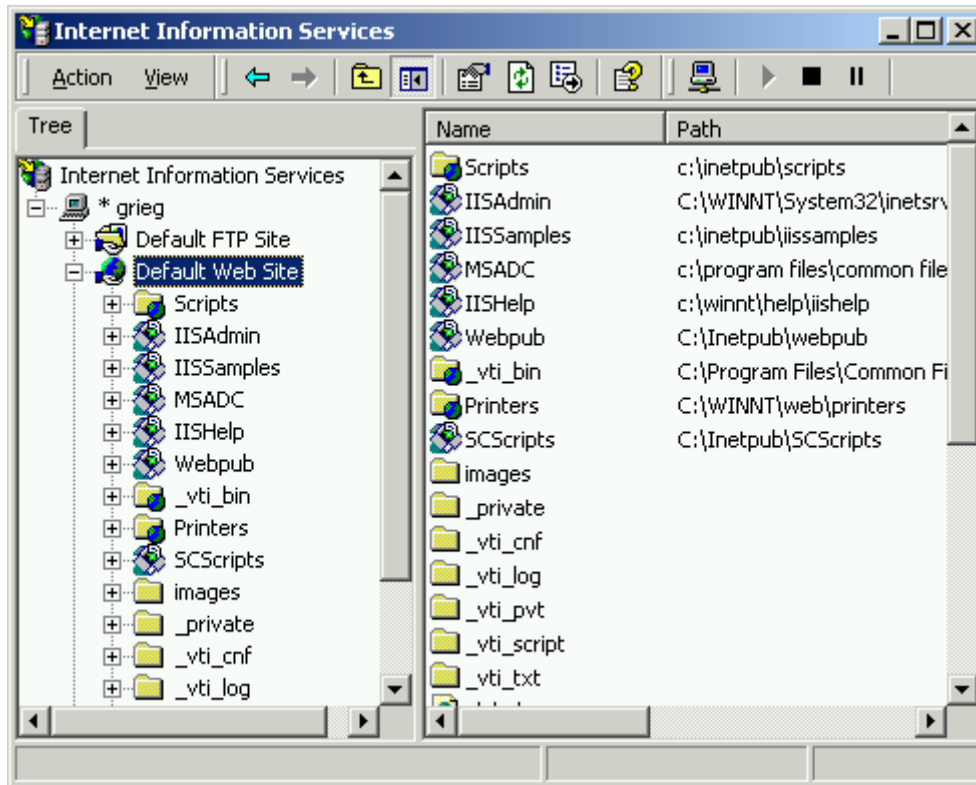 Internet Information Services
Action View
Tree
Internet Information Services
* grieg
Default FTP Site
Default Web Site
Scripts
IISAdmin
IISSamples
MSADC
IISHelp
Webpub
_vti_bin
Printers
SCScripts
images
_private
_vti_cnf
_vti_log
Name Path
Scripts c:\inetpub\scripts
IISAdmin C:\WINNT\System32\inetsrv
IISSamples c:\inetpub\iissamples
MSADC c:\program files\common file
IISHelp c:\winnt\help\iishelp
Webpub C:\Inetpub\webpub
_vti_bin C:\Program Files\Common Fi
Printers C:\WINNT\web\printers
SCScripts C:\Inetpub\SCScripts
images
_private
_vti_cnf
_vti_log
_vti_pvt
_vti_script
_vti_txt